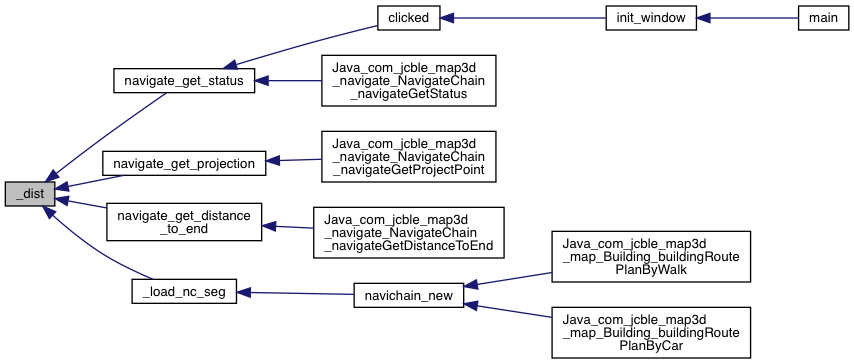 clicked
init_window
main
navigate_get_status
Java_com_jcble_map3d
_navigate_NavigateChain
_navigateGetStatus
navigate_get_projection
Java_com_jcble_map3d
_navigate_NavigateChain
_navigateGetProjectPoint
_dist
navigate_get_distance
_to_end
Java_com_jcble_map3d
_navigate_NavigateChain
_navigateGetDistanceToEnd
_load_nc_seg
navichain_new
Java_com_jcble_map3d
_map_Building_buildingRoute
PlanByWalk
Java_com_jcble_map3d
_map_Building_buildingRoute
PlanByCar